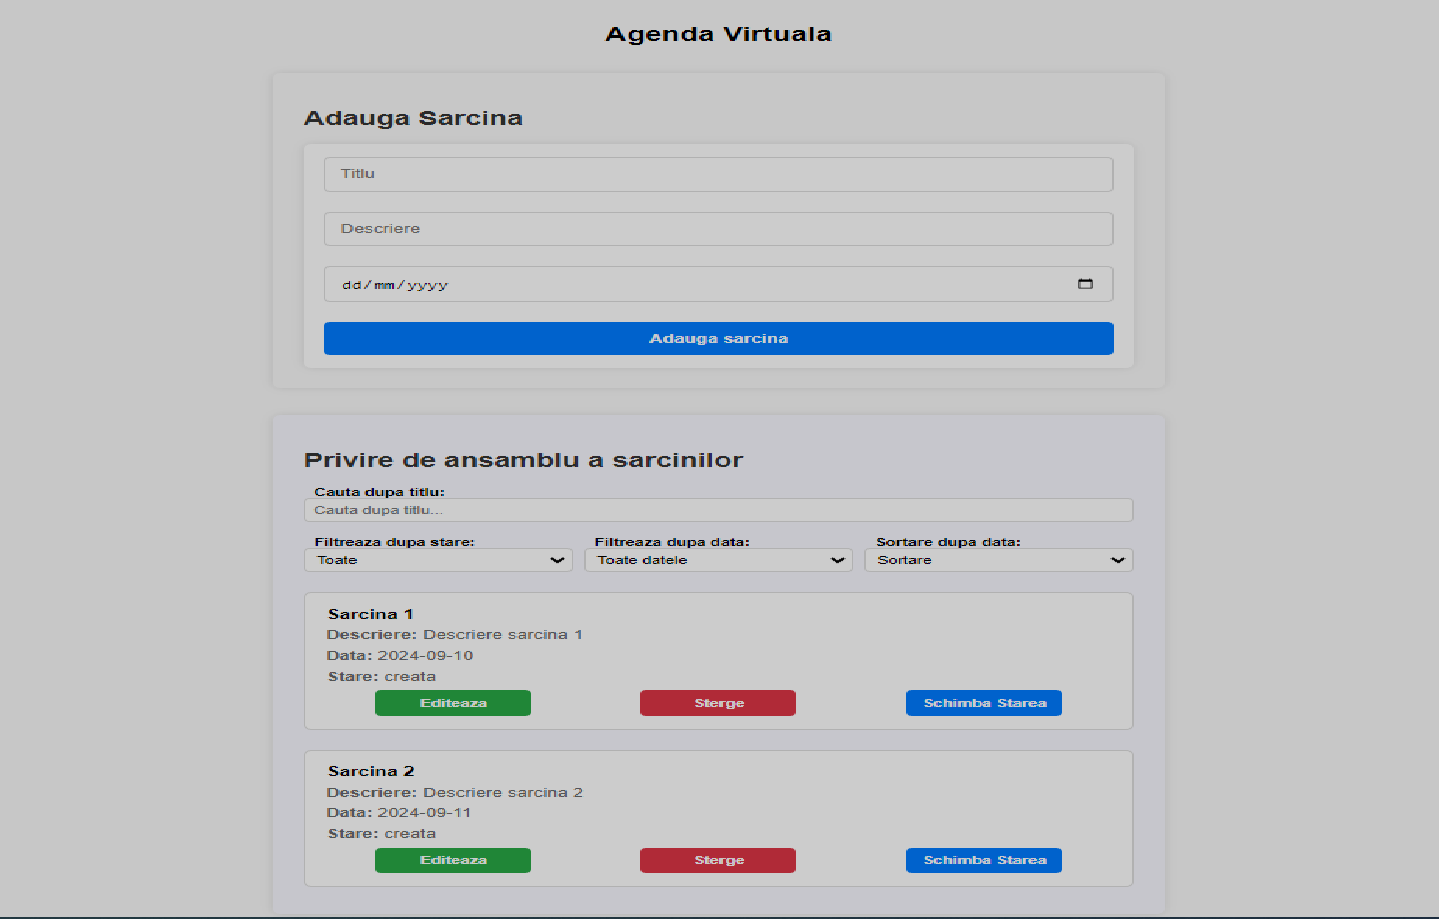 Agenda Virtuala
Adauga Sarcina
Titlu
Descriere
dd/mm/yyyy
Adauga sarcina
Privire de ansamblu a sarcinilor
Cauta dupa titlu:
Cauta dupa titlu...
Filtreaza dupa stare: Filtreaza dupa data: Sortare dupa data:
Toate Toate datele Sortare
Sarcina 1
Descriere: Descriere sarcina 1
Data: 2024-09-10
Stare: creata
Editeaza Sterge Schimba Starea
Sarcina 2
Descriere: Descriere sarcina 2
Data: 2024-09-11
Stare: creata
Editeaza Sterge Schimba Starea